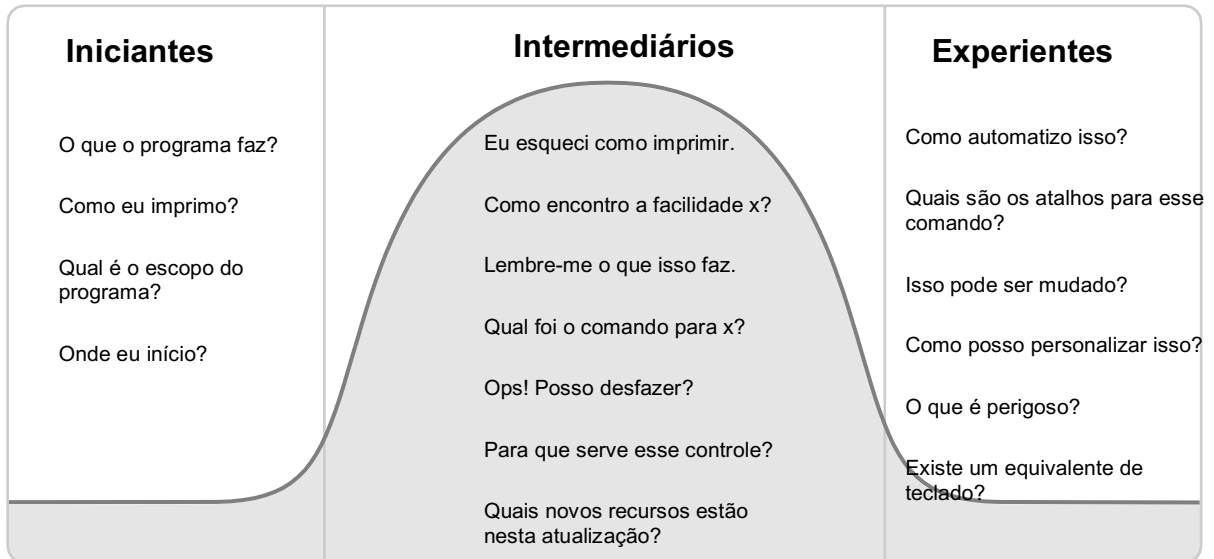 Iniciantes
O que o programa faz?
Como eu imprimo?
Qual é o escopo do
programa?
Onde eu início?
Intermediários
Eu esqueci como imprimir.
Como encontro a facilidade x?
Lembre-me o que isso faz.
Qual foi o comando para x?
Ops! Posso desfazer?
Para que serve esse controle?
Quais novos recursos estão
nesta atualização?
Experientes
Como automatizo isso?
Quais são os atalhos para esse
comando?
Isso pode ser mudado?
Como posso personalizar isso?
O que é perigoso?
Existe um equivalente de
teclado?